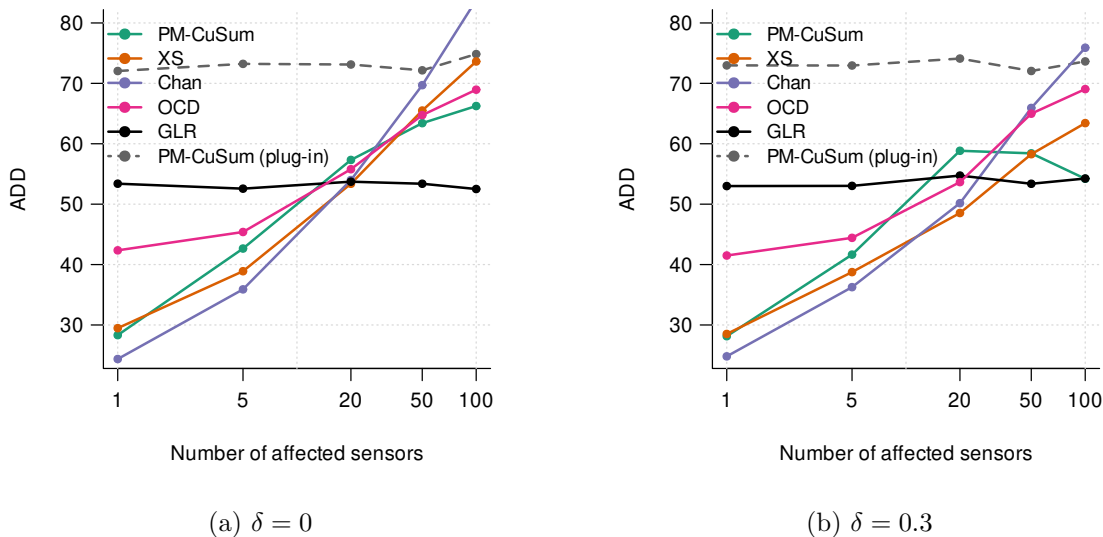 80
70
60
50
40
30
ADD
PM-CuSum
XS
Chan
OCD
GLR
PM-CuSum (plug-in)
1 5 20 50 100
Number of affected sensors
(a) δ = 0
80
70
60
50
40
30
ADD
PM-CuSum
XS
Chan
OCD
GLR
PM-CuSum (plug-in)
1 5 20 50 100
Number of affected sensors
(b) δ = 0.3